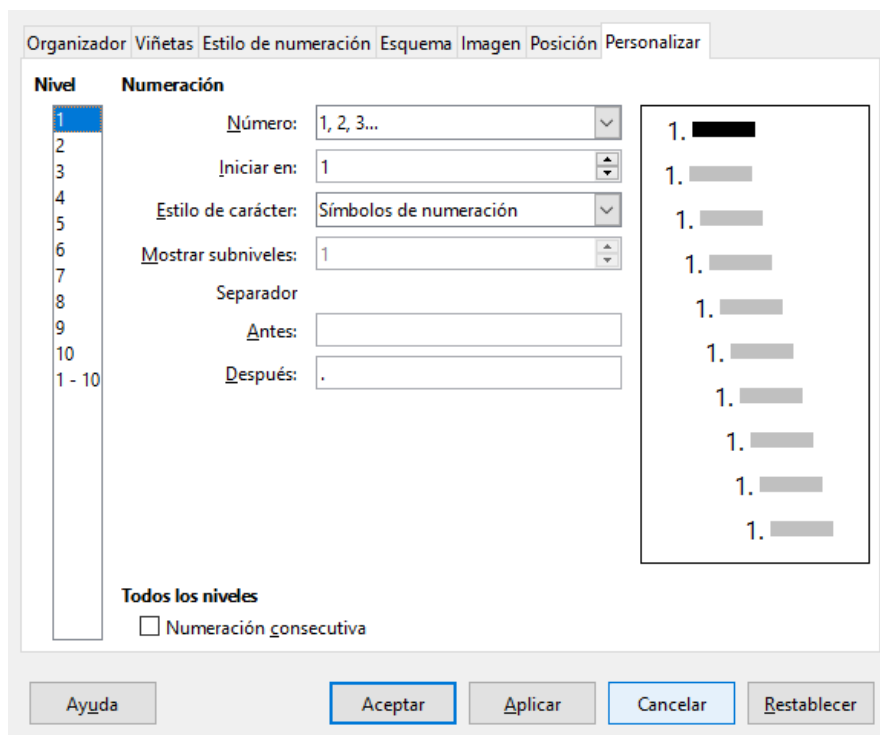 Organizador Viñetas Estilo de numeración Esquema Imagen Posición Personalizar
Nivel Numeración
1
2
3
4
5
6
7
8
9
10
1 - 10
Número: 1, 2, 3...
Iniciar en: 1
Estilo de carácter: Símbolos de numeración
Mostrar subniveles: 1
Separador
Antes:
Después: .
1.
1.
1.
1.
1.
1.
1.
1.
1.
1.
Todos los niveles
Numeración consecutiva
Ayuda Aceptar Aplicar Cancelar Restablecer